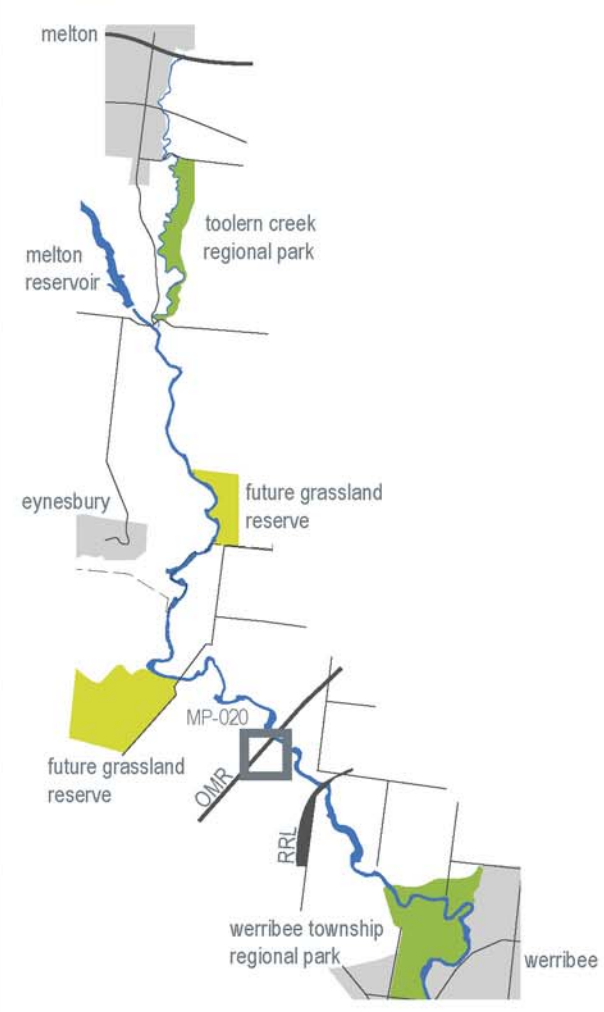 melton
toolern creek
regional park
melton
reservoir
future grassland
reserve
eynesbury
MP-020
future grassland
reserve
OMR
RRL
werribee township
regional park
werribee